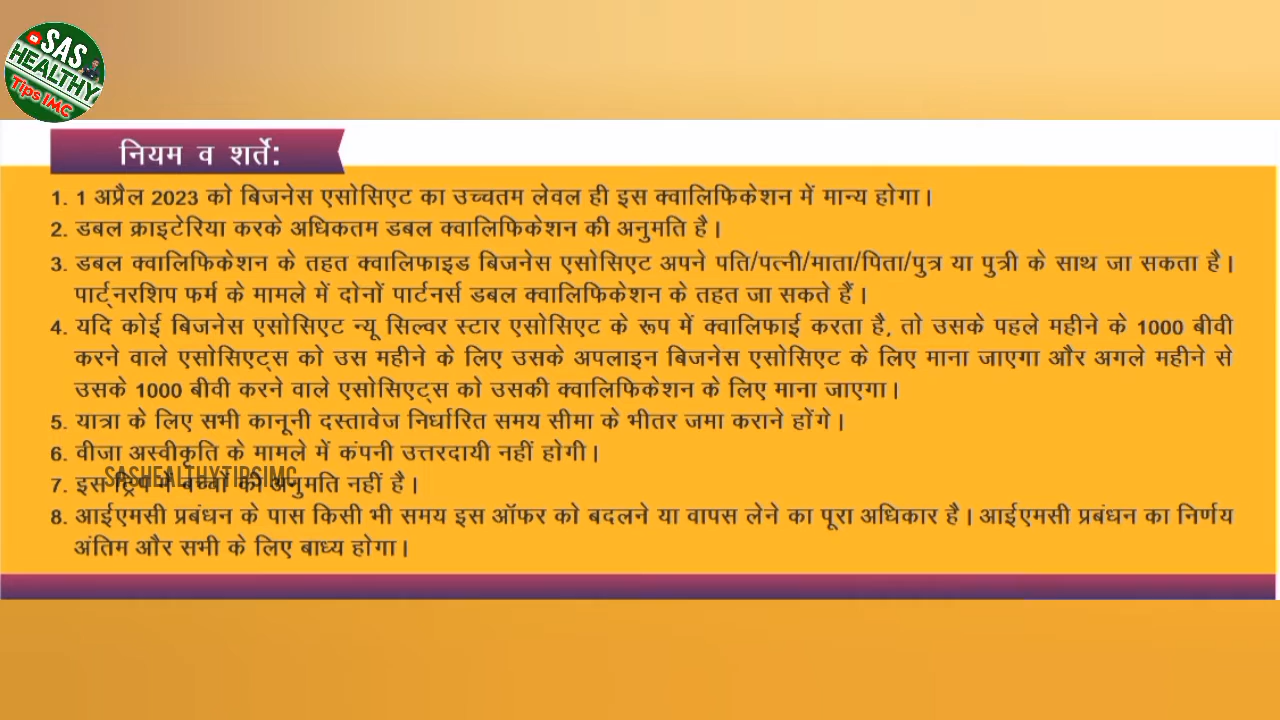 SAS
HEALTHY
Tips IMC
नियम व शर्ते:
1. 1 अप्रैल 2023 को बिजनेस एसोसिएट का उच्चतम लेवल ही इस क्वालिफिकेशन में मान्य होगा।
2. डबल क्राइटेरिया करके अधिकतम डबल क्वालिफिकेशन की अनुमति है।
3. डबल क्वालिफिकेशन के तहत क्वालिफाइड बिजनेस एसोसिएट अपने पति/पत्नी/माता/पिता/पुत्र या पुत्री के साथ जा सकता है।
पार्ट्नरशिप फर्म के मामले में दोनों पार्टनर्स डबल क्वालिफिकेशन के तहत जा सकते हैं।
4. यदि कोई बिजनेस एसोसिएट न्यू सिल्वर स्टार एसोसिएट के रूप में क्वालिफाई करता है, तो उसके पहले महीने के 1000 बीवी
करने वाले एसोसिएट्स को उस महीने के लिए उसके अपलाइन बिजनेस एसोसिएट के लिए माना जाएगा और अगले महीने से
उसके 1000 बीवी करने वाले एसोसिएट्स को उसकी क्वालिफिकेशन के लिए माना जाएगा।
5. यात्रा के लिए सभी कानूनी दस्तावेज निर्धारित समय सीमा के भीतर जमा कराने होंगे।
6. वीजा अस्वीकृति के मामले में कंपनी उत्तरदायी नहीं होगी।
7. इस ट्रिप में बच्चों की अनुमति नहीं है।
SASHEALTHYTIPSIMC
8. आईएमसी प्रबंधन के पास किसी भी समय इस ऑफर को बदलने या वापस लेने का पूरा अधिकार है। आईएमसी प्रबंधन का निर्णय
अंतिम और सभी के लिए बाध्य होगा।